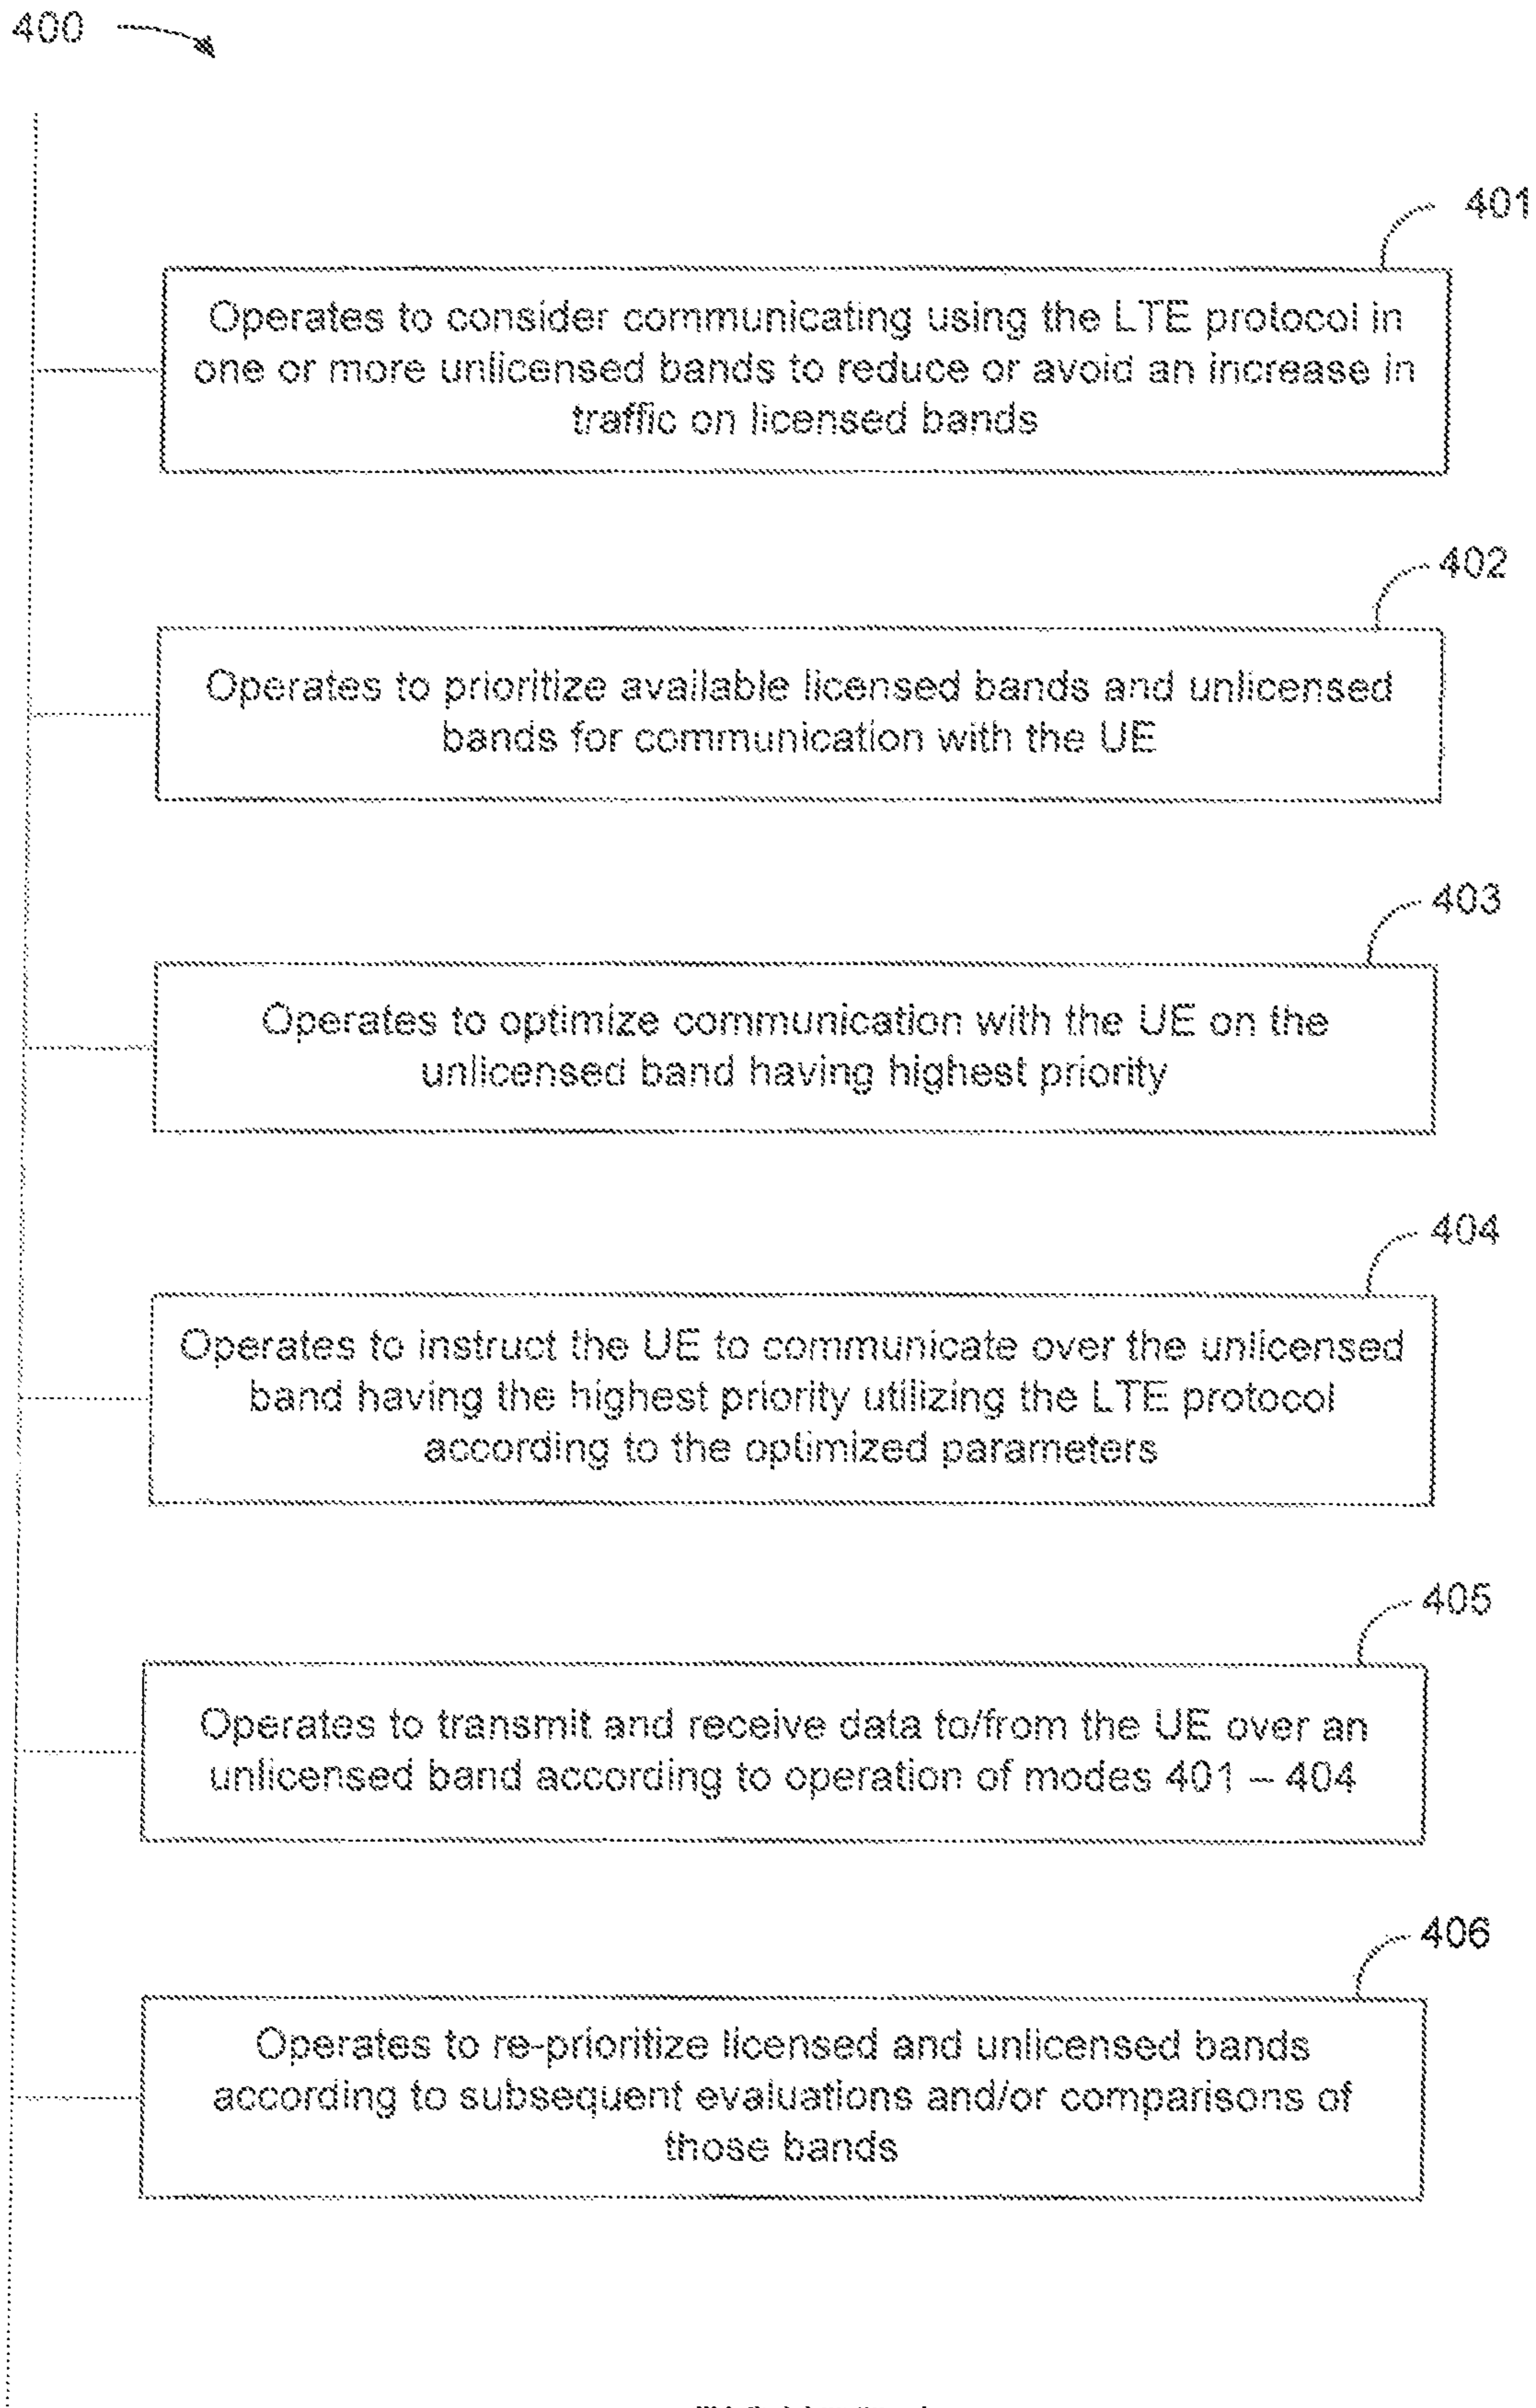 400
401
Operates to consider communicating using the LTE protocol in
one or more unlicensed bands to reduce or avoid an increase in
traffic on licensed bands
402
Operates to prioritize available licensed bands and unlicensed
bands for communication with the UE
403
Operates to optimize communication with the UE on the
unlicensed band having highest priority
404
Operates to instruct the UE to communicate over the unlicensed
band having the highest priority utilizing the LTE protocol
according to the optimized parameters
405
Operates to transmit and receive data to/from the UE over an
unlicensed band according to operation of modes 401 – 404
406
Operates to re-prioritize licensed and unlicensed bands
according to subsequent evaluations and/or comparisons of
those bands